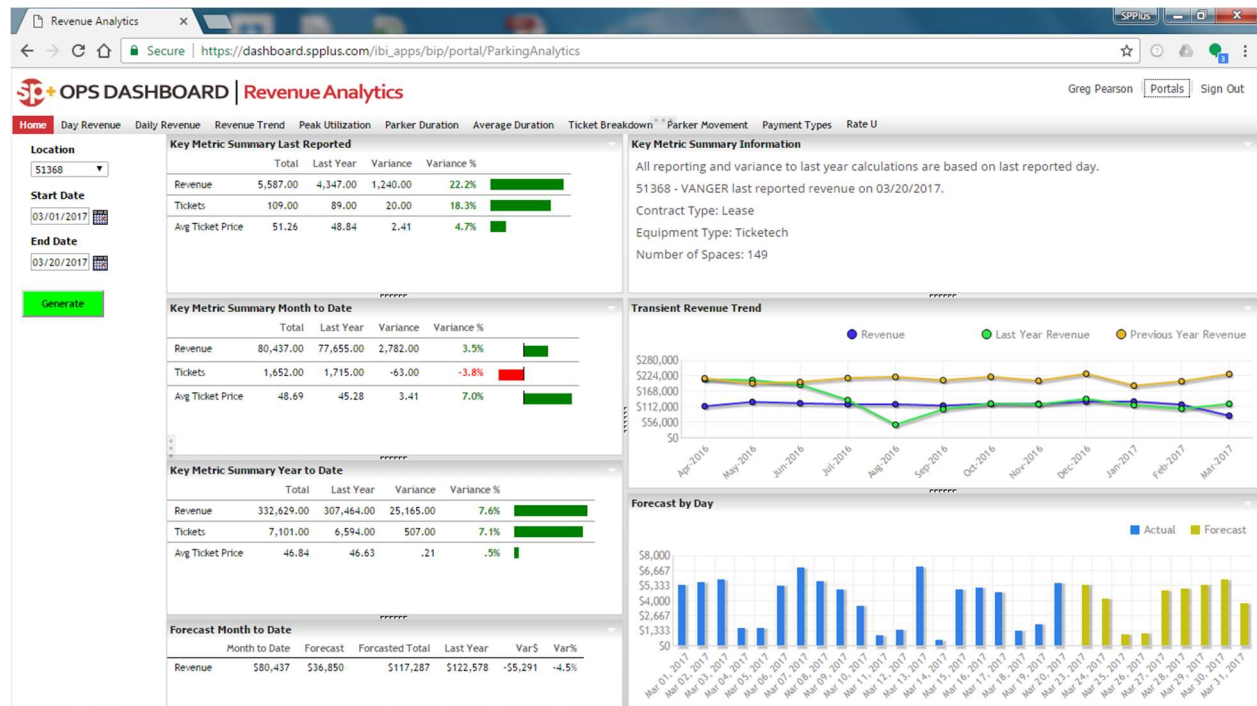 Revenue Analytics
SPPlus
Secure | https://dashboard.spplus.com/ibi_apps/bip/portal/ParkingAnalytics
3
sp+ OPS DASHBOARD | Revenue Analytics
Greg Pearson Portals Sign Out
Home Day Revenue Daily Revenue Revenue Trend Peak Utilization Parker Duration Average Duration Ticket Breakdown Parker Movement Payment Types Rate U
Location
51368
Start Date
03/01/2017
End Date
03/20/2017
Generate
Key Metric Summary Last Reported
Total Last Year Variance Variance %
Revenue 5,587.00 4,347.00 1,240.00 22.2%
Tickets 109.00 89.00 20.00 18.3%
Avg Ticket Price 51.26 48.84 2.41 4.7%
Key Metric Summary Month to Date
Total Last Year Variance Variance %
Revenue 80,437.00 77,655.00 2,782.00 3.5%
Tickets 1,652.00 1,715.00 -63.00 -3.8%
Avg Ticket Price 48.69 45.28 3.41 7.0%
Key Metric Summary Year to Date
Total Last Year Variance Variance %
Revenue 332,629.00 307,464.00 25,165.00 7.6%
Tickets 7,101.00 6,594.00 507.00 7.1%
Avg Ticket Price 46.84 46.63 .21 .5%
Forecast Month to Date
Month to Date Forecast Forcasted Total Last Year Var$ Var%
Revenue $80,437 $36,850 $117,287 $122,578 -$5,291 -4.5%
Key Metric Summary Information
All reporting and variance to last year calculations are based on last reported day.
51368 - VANGER last reported revenue on 03/20/2017.
Contract Type: Lease
Equipment Type: Ticketech
Number of Spaces: 149
Transient Revenue Trend
Revenue Last Year Revenue Previous Year Revenue
$280,000
$224,000
$168,000
$112,000
$56,000
$0
Apr-2016 May-2016 Jun-2016 Jul-2016 Aug-2016 Sep-2016 Oct-2016 Nov-2016 Dec-2016 Jan-2017 Feb-2017 Mar-2017
Forecast by Day
Actual Forecast
$8,000
$6,667
$5,333
$4,000
$2,667
$1,333
$0
Mar 01, 2017 Mar 02, 2017 Mar 03, 2017 Mar 04, 2017 Mar 05, 2017 Mar 06, 2017 Mar 07, 2017 Mar 08, 2017 Mar 09, 2017 Mar 10, 2017 Mar 11, 2017 Mar 12, 2017 Mar 13, 2017 Mar 14, 2017 Mar 15, 2017 Mar 16, 2017 Mar 17, 2017 Mar 18, 2017 Mar 19, 2017 Mar 20, 2017 Mar 23, 2017 Mar 24, 2017 Mar 25, 2017 Mar 26, 2017 Mar 27, 2017 Mar 28, 2017 Mar 29, 2017 Mar 30, 2017 Mar 31, 2017